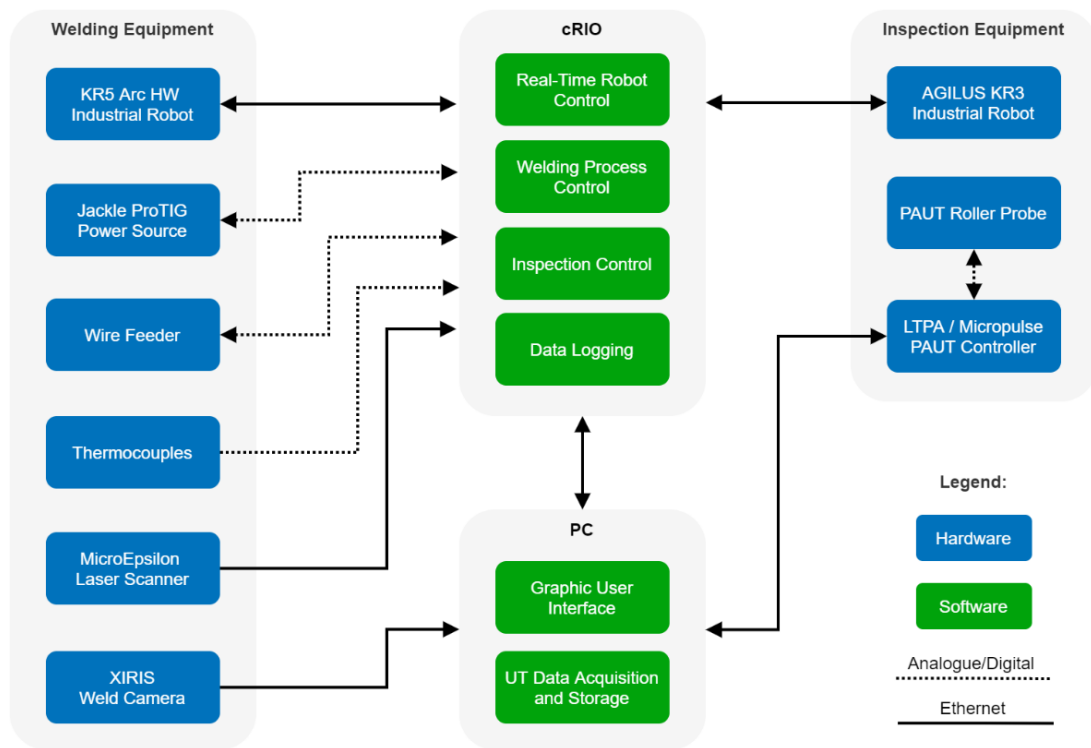 Welding Equipment
KR5 Arc HW
Industrial Robot
Jackle ProTIG
Power Source
Wire Feeder
Thermocouples
MicroEpsilon
Laser Scanner
XIRIS
Weld Camera
cRIO
Real-Time Robot
Control
Welding Process
Control
Inspection Control
Data Logging
PC
Graphic User
Interface
UT Data Acquisition
and Storage
Inspection Equipment
AGILUS KR3
Industrial Robot
PAUT Roller Probe
LTPA / Micropulse
PAUT Controller
Legend:
Hardware
Software
Analogue/Digital
Ethernet